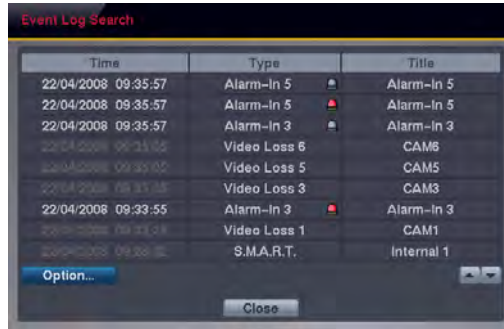 Event Log Search
Time Type Title
22/04/2008 09:35:57 Alarm-In 5 Alarm-In 5
22/04/2008 09:35:57 Alarm-In 5 Alarm-In 5
22/04/2008 09:35:57 Alarm-In 3 Alarm-In 3
Video Loss 6 CAM6
Video Loss 5 CAM5
Video Loss 3 CAM3
22/04/2008 09:33:55 Alarm-In 3 Alarm-In 3
Video Loss 1 CAM1
S.M.A.R.T. Internal 1
Option...
Close